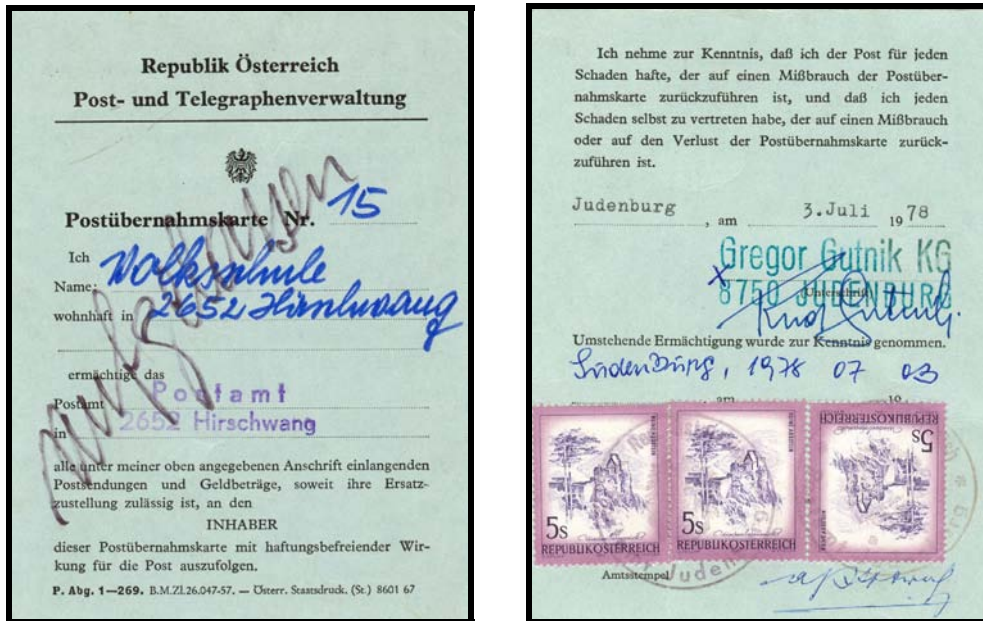 Republik Österreich
Post- und Telegraphenverwaltung
Postübernahmskarte Nr. 15
Ich
Name: Volksschule
wohnhaft in 2652 Hirschwang
ermächtige das
Postamt Postamt
in 2652 Hirschwang
alle unter meiner oben angegebenen Anschrift einlangenden
Postsendungen und Geldbeträge, soweit ihre Ersatz-
zustellung zulässig ist, an den
INHABER
dieser Postübernahmskarte mit haftungsbefreiender Wir-
kung für die Post auszufolgen.
P. Abg. 1—269. B.M.Zl.26.047-57. — Österr. Staatsdruck. (St.) 8601 67
Ich nehme zur Kenntnis, daß ich der Post für jeden
Schaden hafte, der auf einen Mißbrauch der Postüber-
nahmskarte zurückzuführen ist, und daß ich jeden
Schaden selbst zu vertreten habe, der auf einen Mißbrauch
oder auf den Verlust der Postübernahmskarte zurück-
zuführen ist.
Judenburg, am 3.Juli 1978
Gregor Gutnik KG
8750 JUDENBURG
Unterschrift
Umstehende Ermächtigung wurde zur Kenntnis genommen.
Judenburg, 1978 07 03
am 19
5s
REPUBLIK ÖSTERREICH
5s
REPUBLIK ÖSTERREICH
5s
REPUBLIK ÖSTERREICH
Amtsstempel